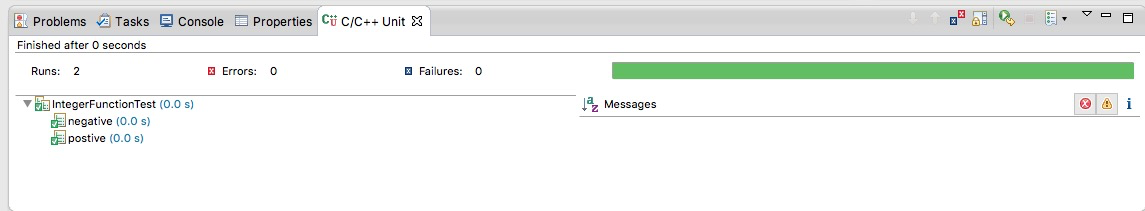 Problems Tasks Console Properties C/C++ Unit
Finished after 0 seconds
Runs: 2 Errors: 0 Failures: 0
IntegerFunctionTest (0.0 s) Messages
negative (0.0 s)
postive (0.0 s)